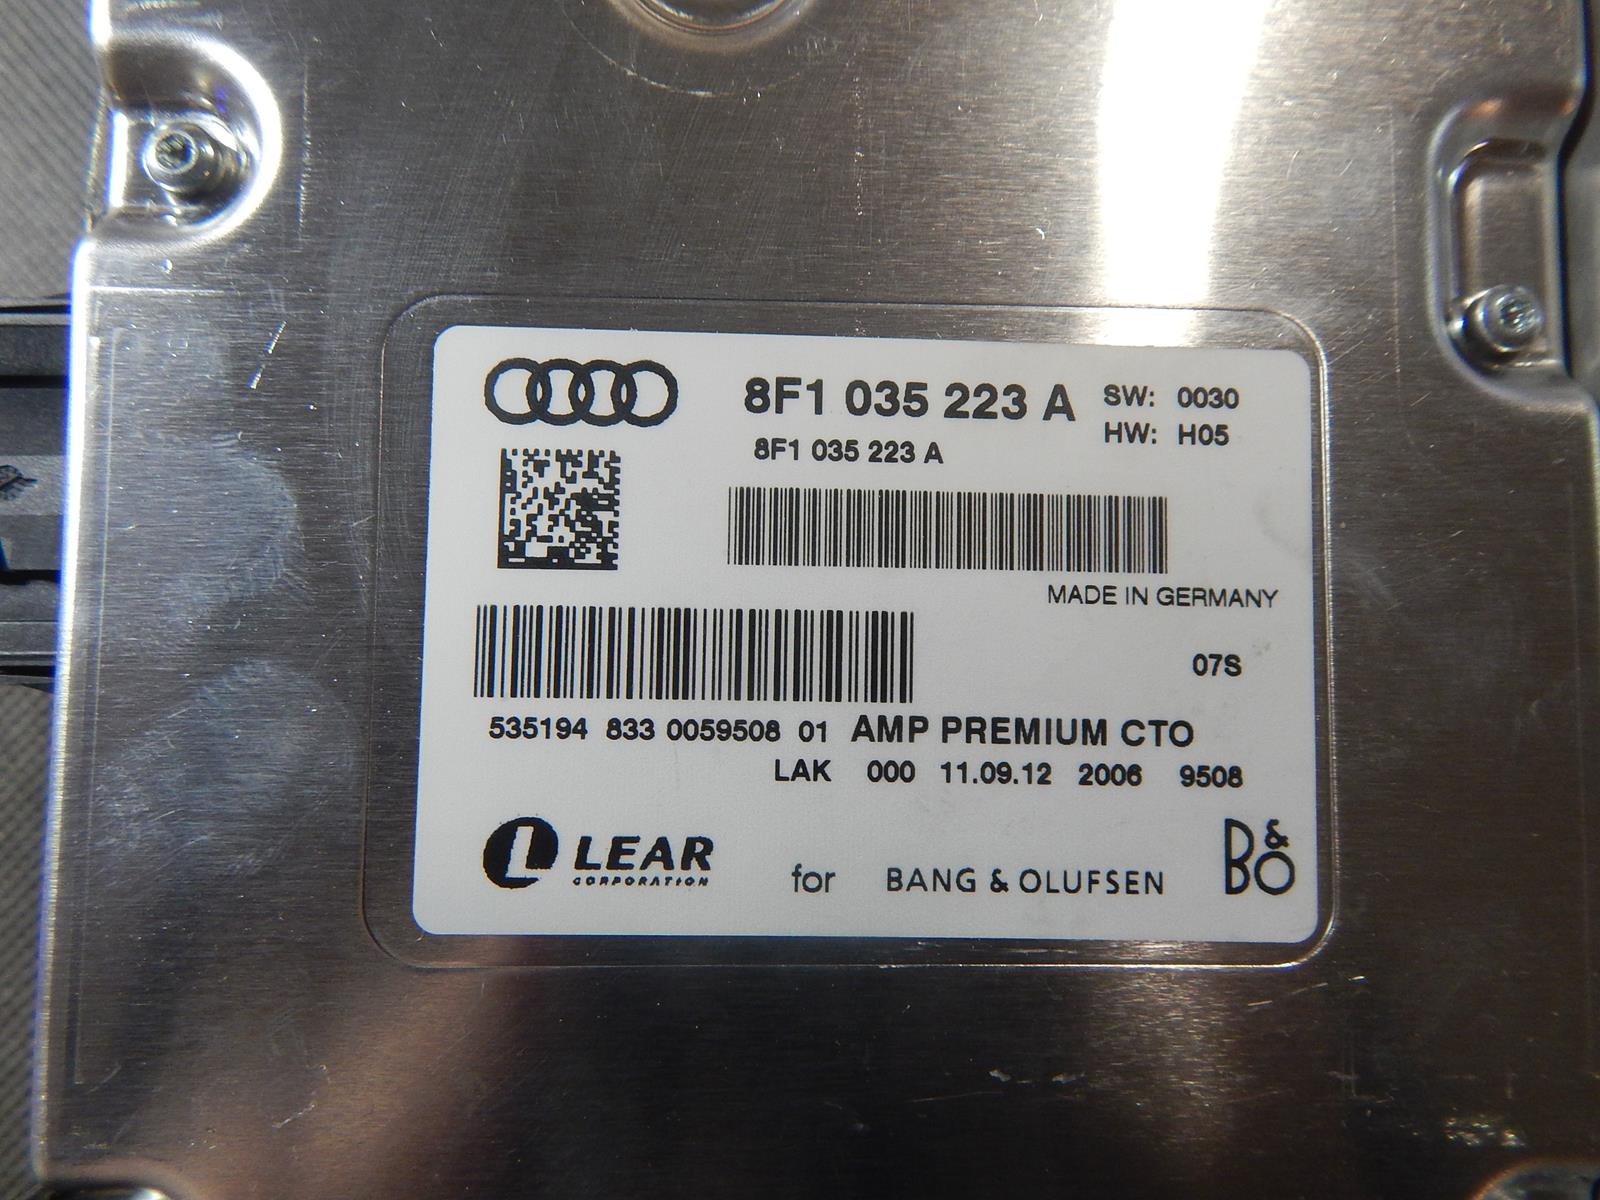 8F1 035 223 A SW: 0030
8F1 035 223 A HW: H05
MADE IN GERMANY
07S
535194 833 0059508 01 AMP PREMIUM CTO
LAK 000 11.09.12 2006 9508
L LEAR
CORPORATION
for BANG & OLUFSEN B&O